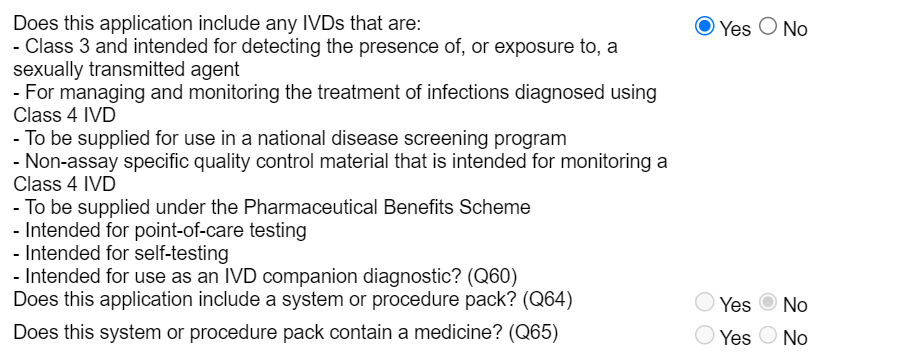 Does this application include any IVDs that are:
- Class 3 and intended for detecting the presence of, or exposure to, a
sexually transmitted agent
- For managing and monitoring the treatment of infections diagnosed using
Class 4 IVD
- To be supplied for use in a national disease screening program
- Non-assay specific quality control material that is intended for monitoring a
Class 4 IVD
- To be supplied under the Pharmaceutical Benefits Scheme
- Intended for point-of-care testing
- Intended for self-testing
- Intended for use as an IVD companion diagnostic? (Q60)
Yes No
Does this application include a system or procedure pack? (Q64)
Yes No
Does this system or procedure pack contain a medicine? (Q65)
Yes No